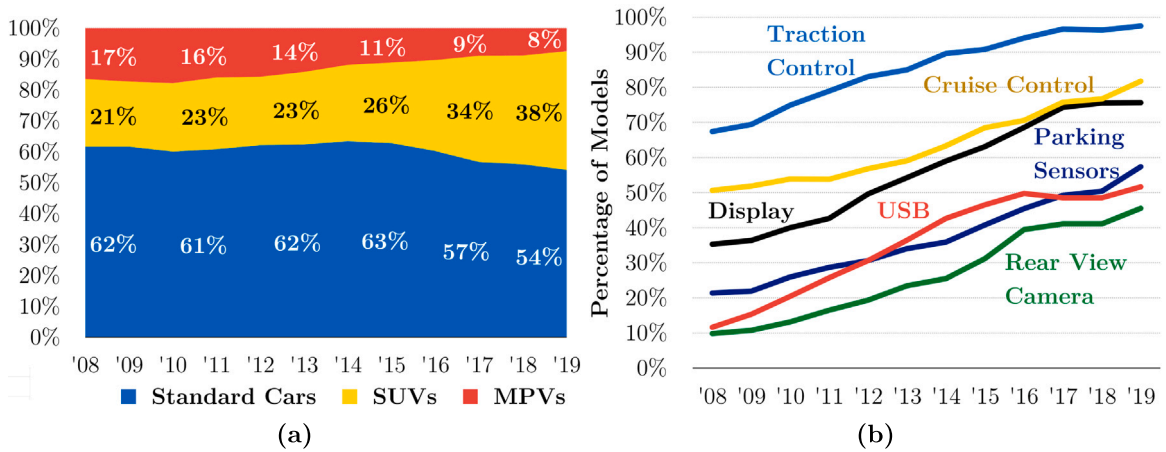 100%
90%
80%
70%
60%
50%
40%
30%
20%
10%
0%
17% 16% 14% 11% 9% 8%
21% 23% 23% 26% 34% 38%
62% 61% 62% 63% 57% 54%
'08 '09 '10 '11 '12 '13 '14 '15 '16 '17 '18 '19
Standard Cars SUVs MPVs
(a)
Percentage of Models
100%
90%
80%
70%
60%
50%
40%
30%
20%
10%
0%
Traction
Control
Cruise Control
Parking
Sensors
Display
USB
Rear View
Camera
'08 '09 '10 '11 '12 '13 '14 '15 '16 '17 '18 '19
(b)